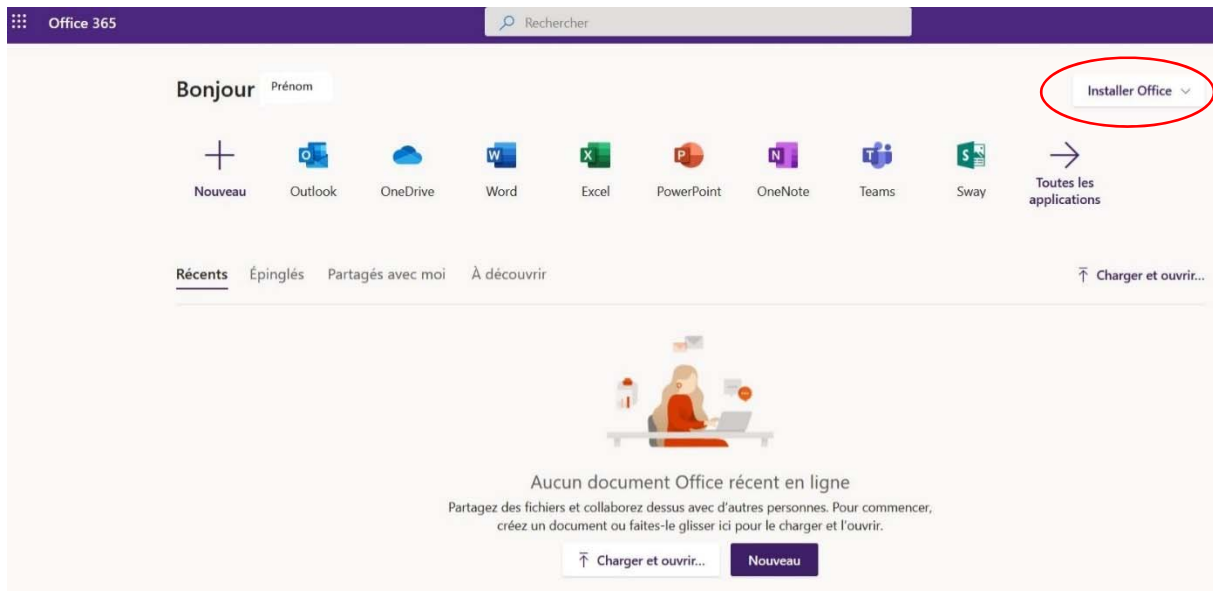 Office 365
Rechercher
Bonjour Prénom
Installer Office
Nouveau Outlook OneDrive Word Excel PowerPoint OneNote Teams Sway Toutes les
applications
Récents Épinglés Partagés avec moi À découvrir
Charger et ouvrir...
Aucun document Office récent en ligne
Partagez des fichiers et collaborez dessus avec d'autres personnes. Pour commencer,
créez un document ou faites-le glisser ici pour le charger et l'ouvrir.
Charger et ouvrir... Nouveau